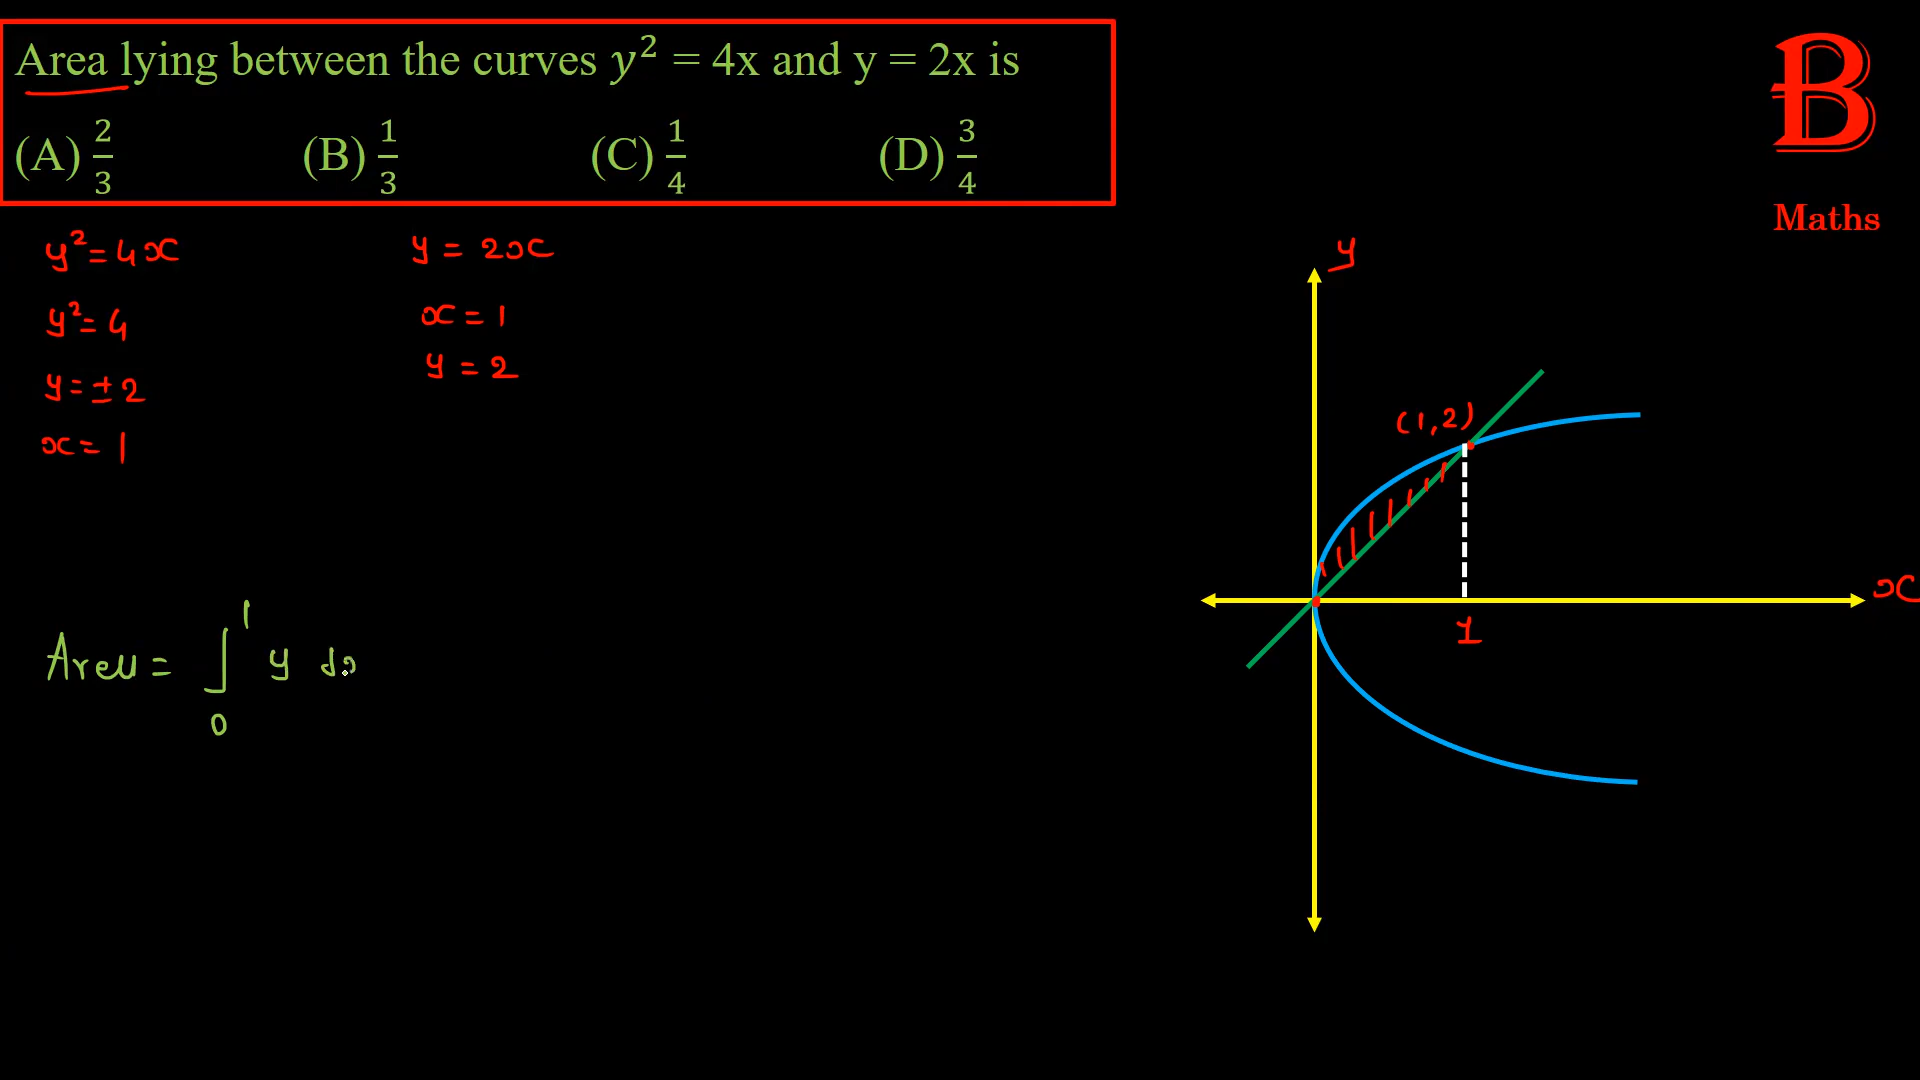 Area lying between the curves y² = 4x and y = 2x is
(A) 2/3 (B) 1/3 (C) 1/4 (D) 3/4
B
Maths
y² = 4x
y² = 4
y = ± 2
x = 1
y = 2x
x = 1
y = 2
Area = ∫₀¹ y dx
y
(1,2)
x
1